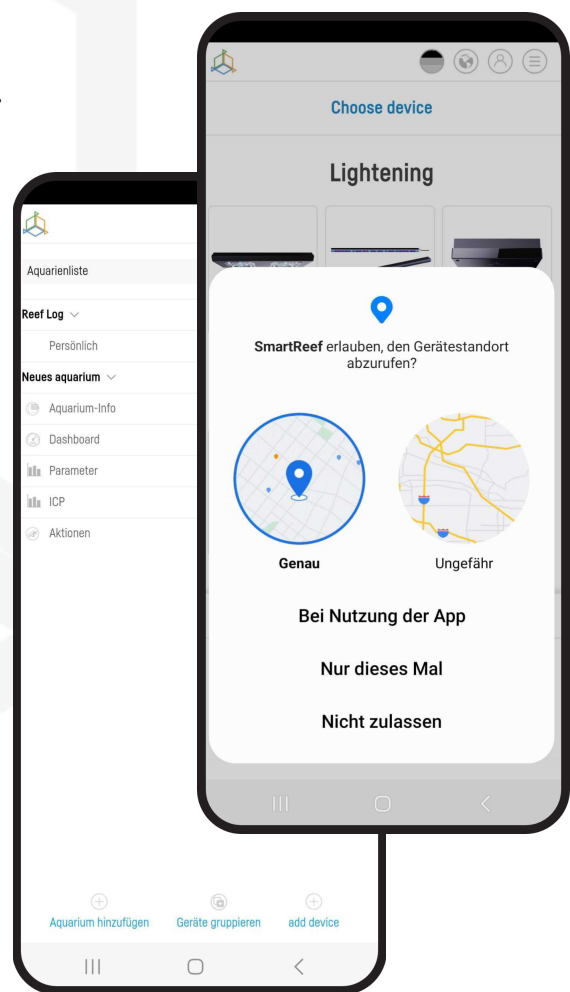 Aquarienliste
Reef Log
Persönlich
Neues aquarium
Aquarium-Info
Dashboard
Parameter
ICP
Aktionen
Aquarium hinzufügen
Geräte gruppieren
add device
Choose device
Lightening
SmartReef erlauben, den Gerätestandort
abzurufen?
Genau
Ungefähr
Bei Nutzung der App
Nur dieses Mal
Nicht zulassen